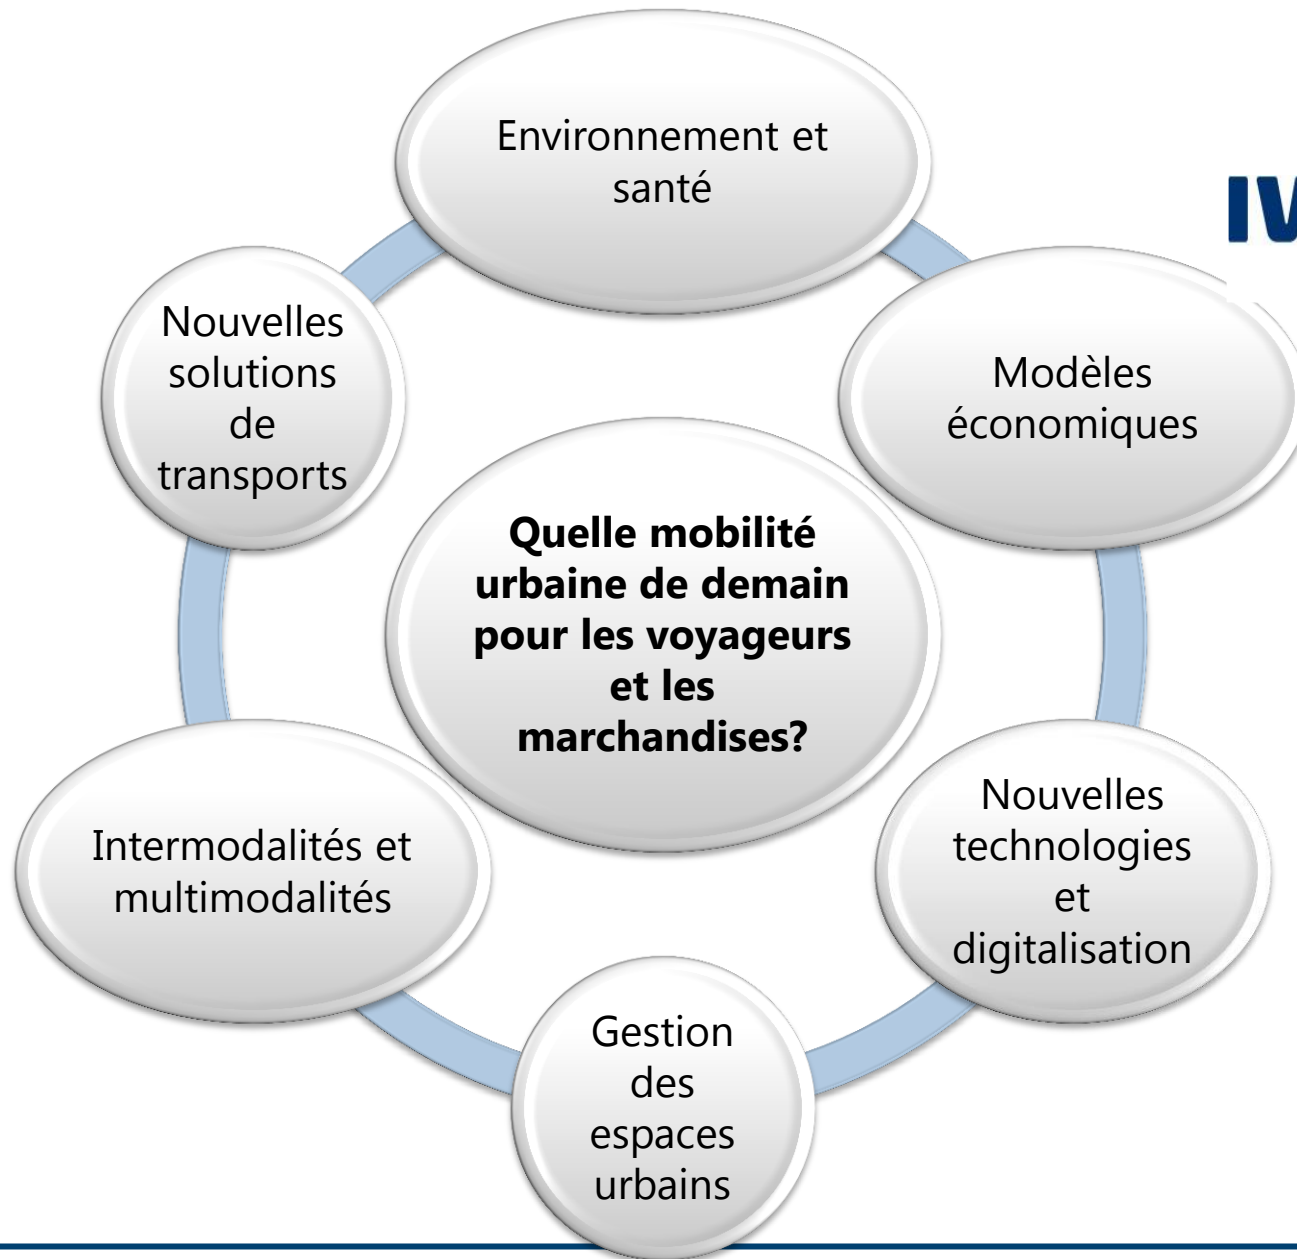 Environnement et
santé
IV
Modèles
économiques
Nouvelles
solutions
de
transports
Quelle mobilité
urbaine de demain
pour les voyageurs
et les
marchandises?
Nouvelles
technologies
et
digitalisation
Intermodalités et
multimodalités
Gestion
des
espaces
urbains